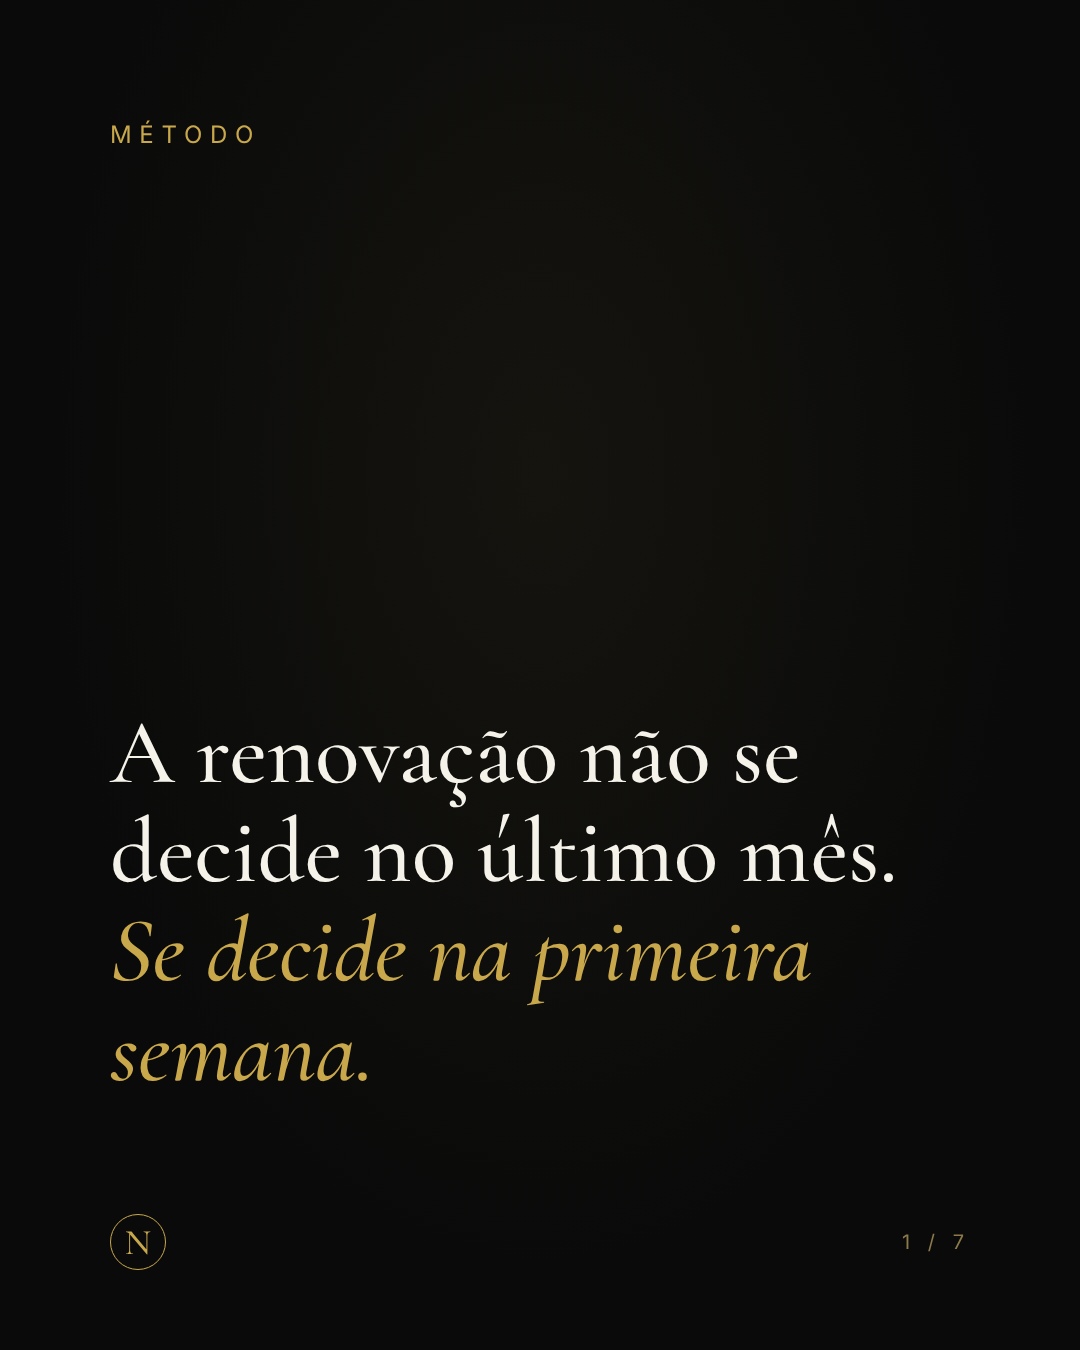 MÉTODO
A renovação não se
decide no último mês.
Se decide na primeira
semana.
N
1 / 7